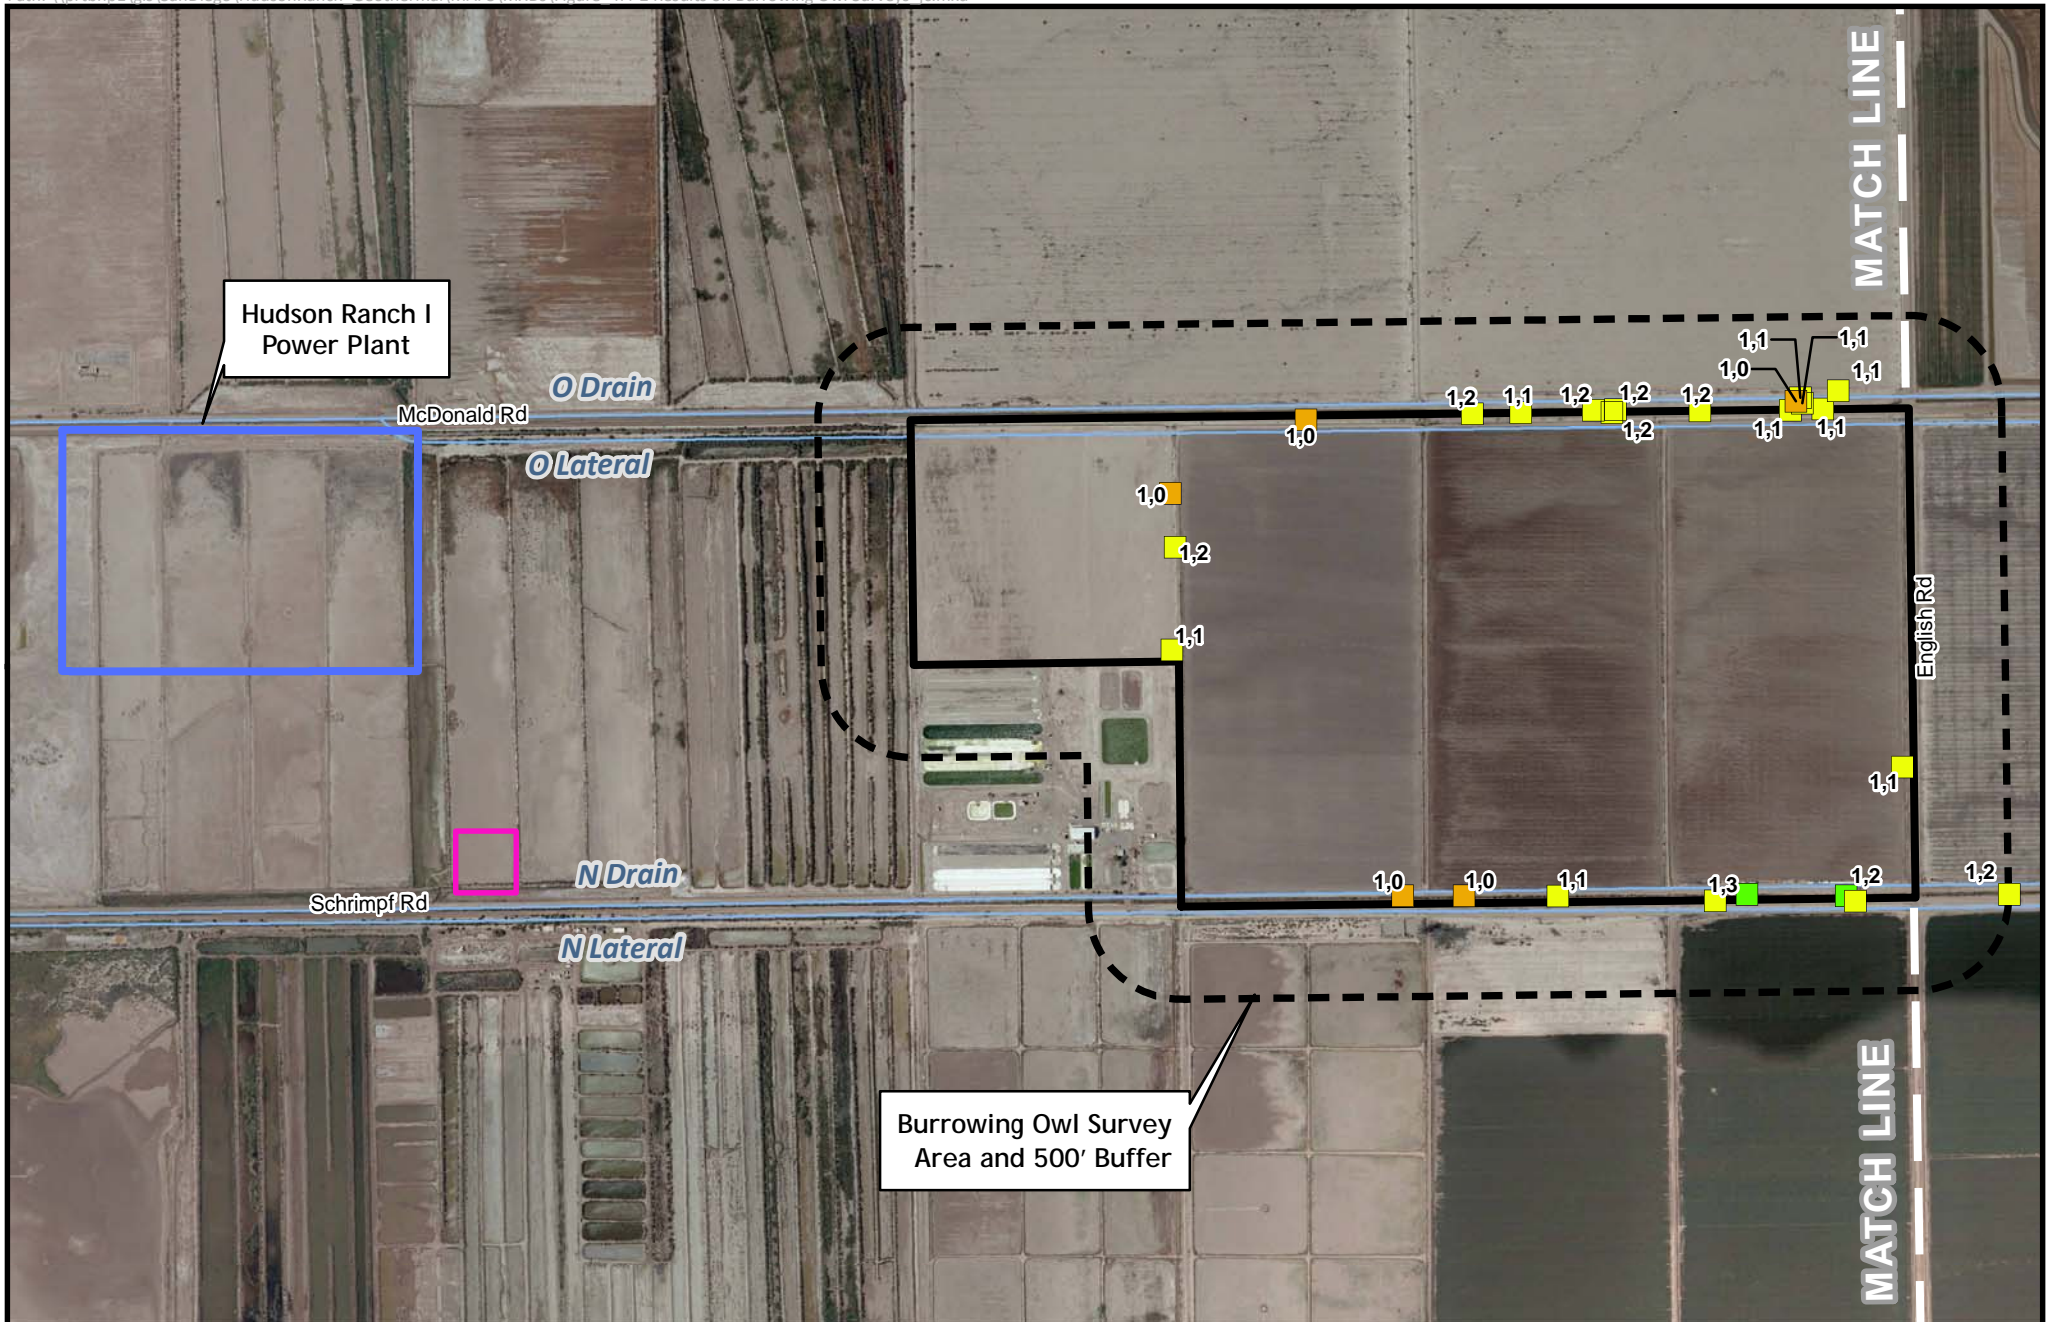 MATCH LINE
Hudson Ranch I
Power Plant
O Drain
McDonald Rd
O Lateral
1,1
1,1
1,0
1,1
1,2
1,1
1,2
1,2
1,2
1,0
1,2
1,1
1,1
1,0
1,2
1,1
English Rd
1,1
N Drain
Schrimpf Rd
N Lateral
1,0
1,0
1,1
1,3
1,2
1,2
Burrowing Owl Survey
Area and 500' Buffer
MATCH LINE